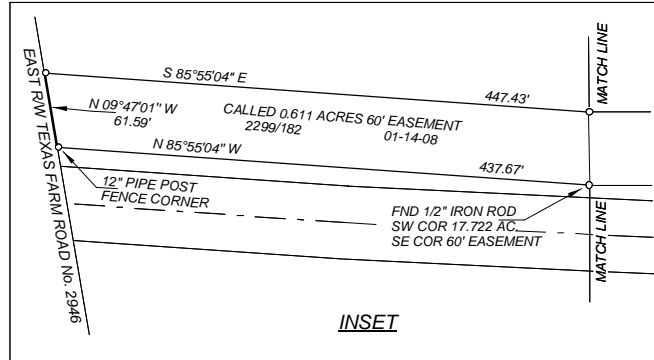 MATCH LINE
S 85°55'04" E
447.43'
EAST R/W TEXAS FARM ROAD No. 2946
N 09°47'01" W
61.59'
CALLED 0.611 ACRES 60' EASEMENT
2299/182 01-14-08
N 85°55'04" W
437.67'
12" PIPE POST
FENCE CORNER
FND 1/2" IRON ROD
SW COR 17.722 AC.
SE COR 60' EASEMENT
MATCH LINE
INSET